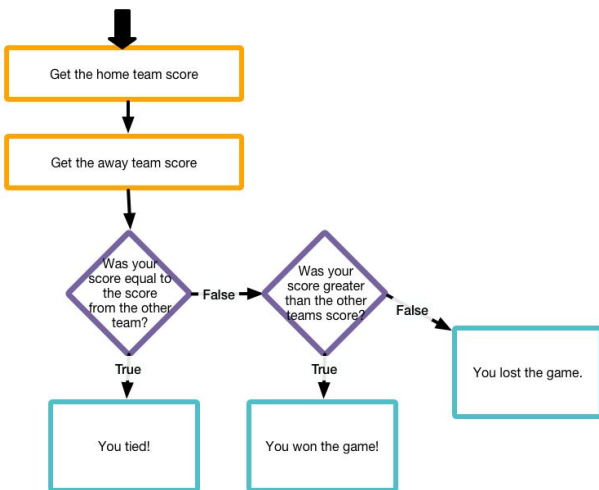 Get the home team score
Get the away team score
Was your
score equal to
the score
from the other
team?
False
Was your
score greater
than the other
teams score?
False
True
True
You lost the game.
You tied!
You won the game!